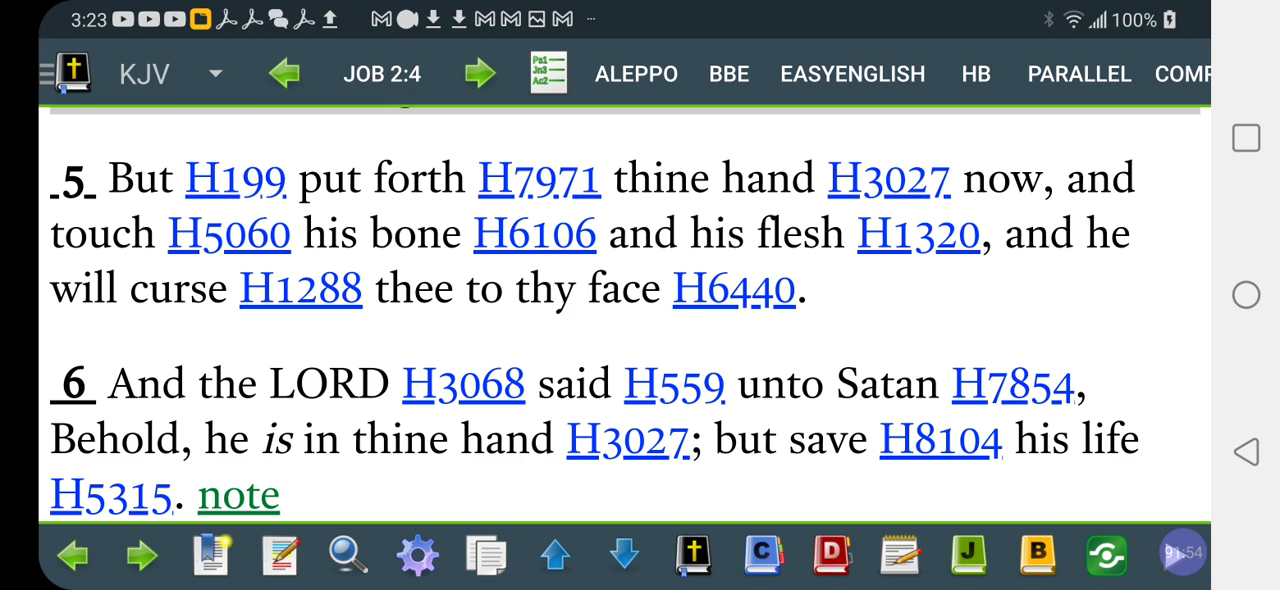 3:23 100%
KJV JOB 2:4 ALEPPO BBE EASYENGLISH HB PARALLEL
5 But H199 put forth H7971 thine hand H3027 now, and
touch H5060 his bone H6106 and his flesh H1320, and he
will curse H1288 thee to thy face H6440.
6 And the LORD H3068 said H559 unto Satan H7854,
Behold, he is in thine hand H3027; but save H8104 his life
H5315. note
C D J B